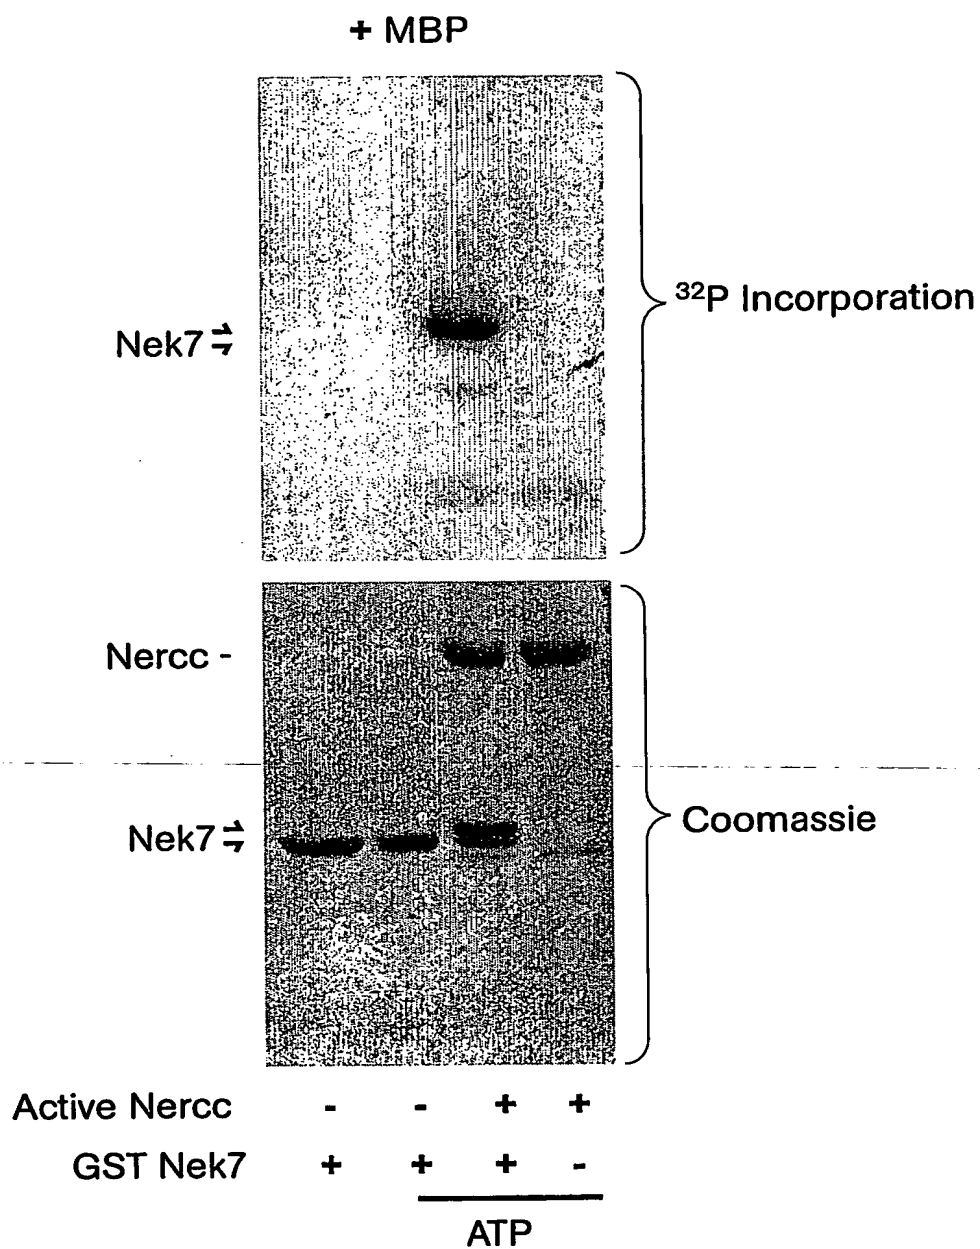 + MBP
Nek7
³²P Incorporation
Nercc -
Nek7
Coomassie
Active Nercc - - + +
GST Nek7 + + + -
ATP